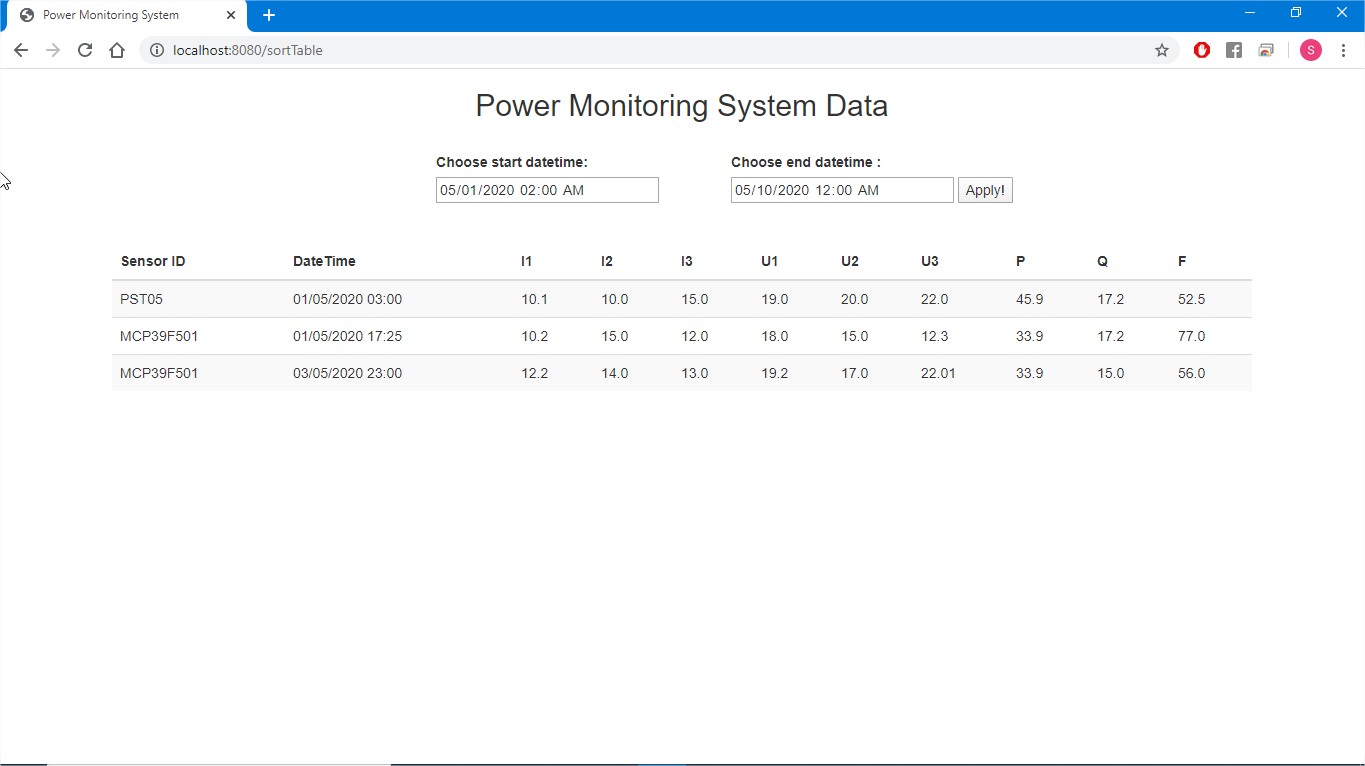 Power Monitoring System
localhost:8080/sortTable
S
Power Monitoring System Data
Choose start datetime: Choose end datetime :
05/01/2020 02:00 AM 05/10/2020 12:00 AM Apply!
Sensor ID DateTime I1 I2 I3 U1 U2 U3 P Q F
PST05 01/05/2020 03:00 10.1 10.0 15.0 19.0 20.0 22.0 45.9 17.2 52.5
MCP39F501 01/05/2020 17:25 10.2 15.0 12.0 18.0 15.0 12.3 33.9 17.2 77.0
MCP39F501 03/05/2020 23:00 12.2 14.0 13.0 19.2 17.0 22.01 33.9 15.0 56.0